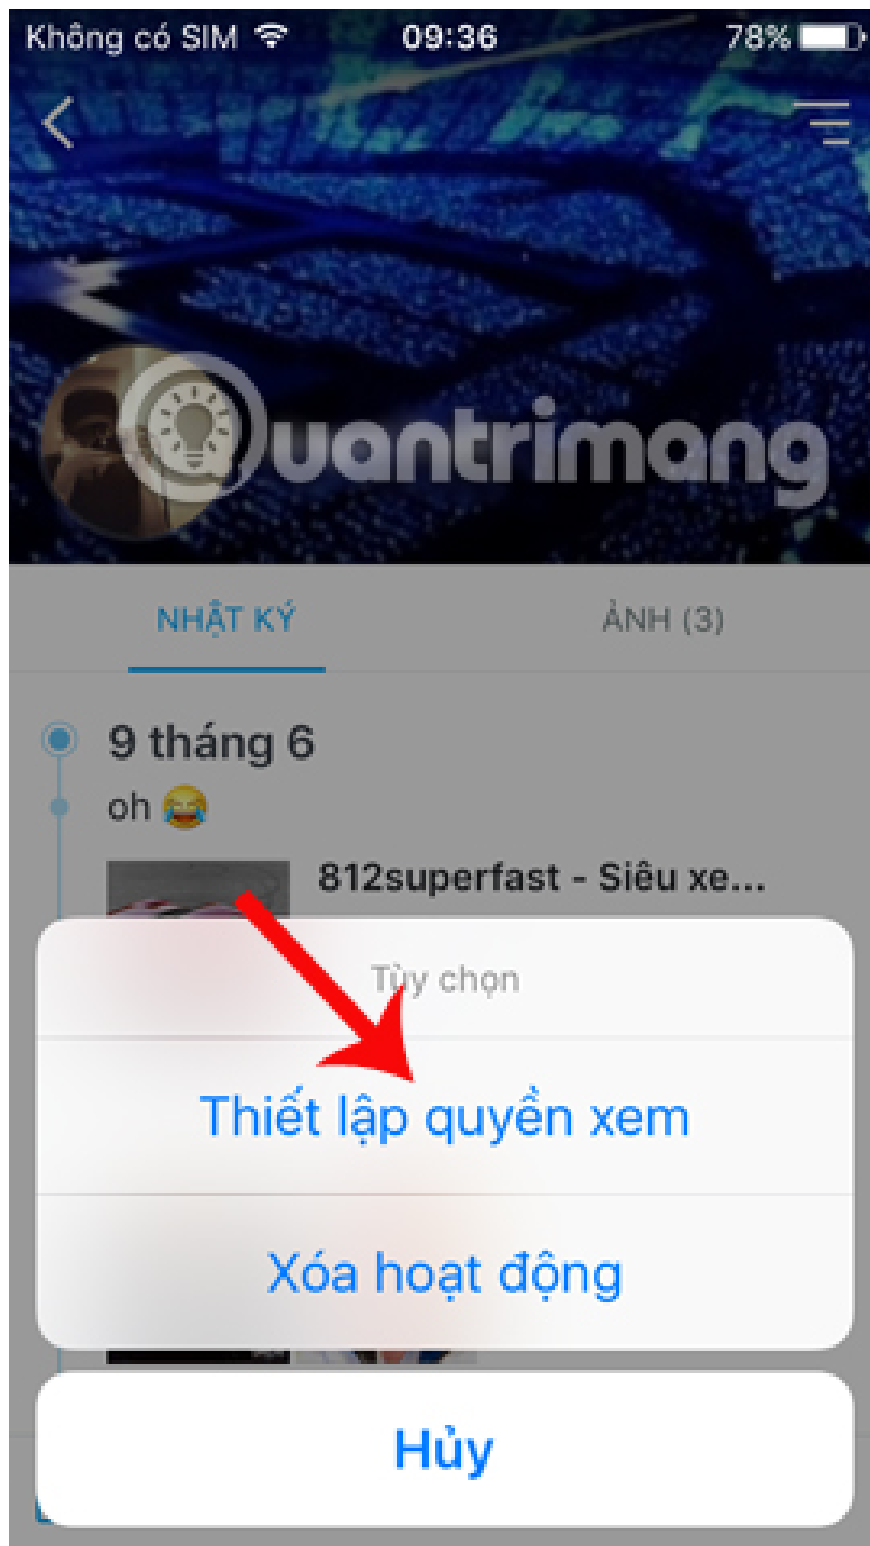 Không có SIM 09:36 78%
Quantrimang
NHẬT KÝ ẢNH (3)
9 tháng 6
oh 😂
812superfast - Siêu xe...
Tùy chọn
Thiết lập quyền xem
Xóa hoạt động
Hủy